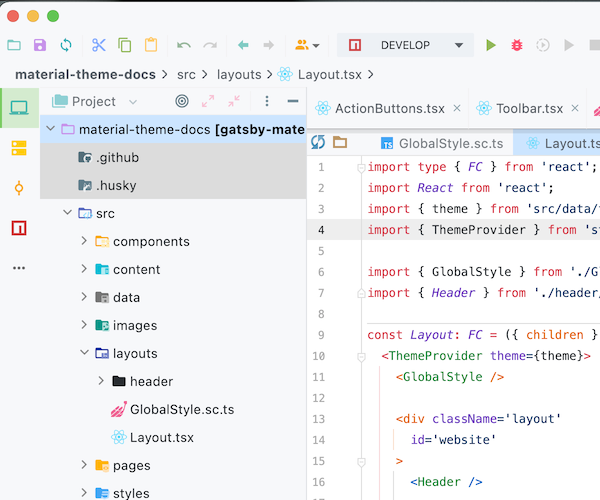 DEVELOP
material-theme-docs › src › layouts › Layout.tsx ›
Project
ActionButtons.tsx × Toolbar.tsx ×
material-theme-docs [gatsby-mate
GlobalStyle.sc.ts Layout.ts
.github
.husky
src
components
content
data
images
layouts
header
GlobalStyle.sc.ts
Layout.tsx
pages
styles
1 import type { FC } from 'react';
2 import React from 'react';
3 import { theme } from 'src/data/
4 import { ThemeProvider } from 's
5
6 import { GlobalStyle } from './G
7 import { Header } from './header,
8
9 const Layout: FC = ({ children }
10 <ThemeProvider theme={theme}>
11 <GlobalStyle />
12
13 <div className='layout'
14 id='website'
15 >
16 <Header />